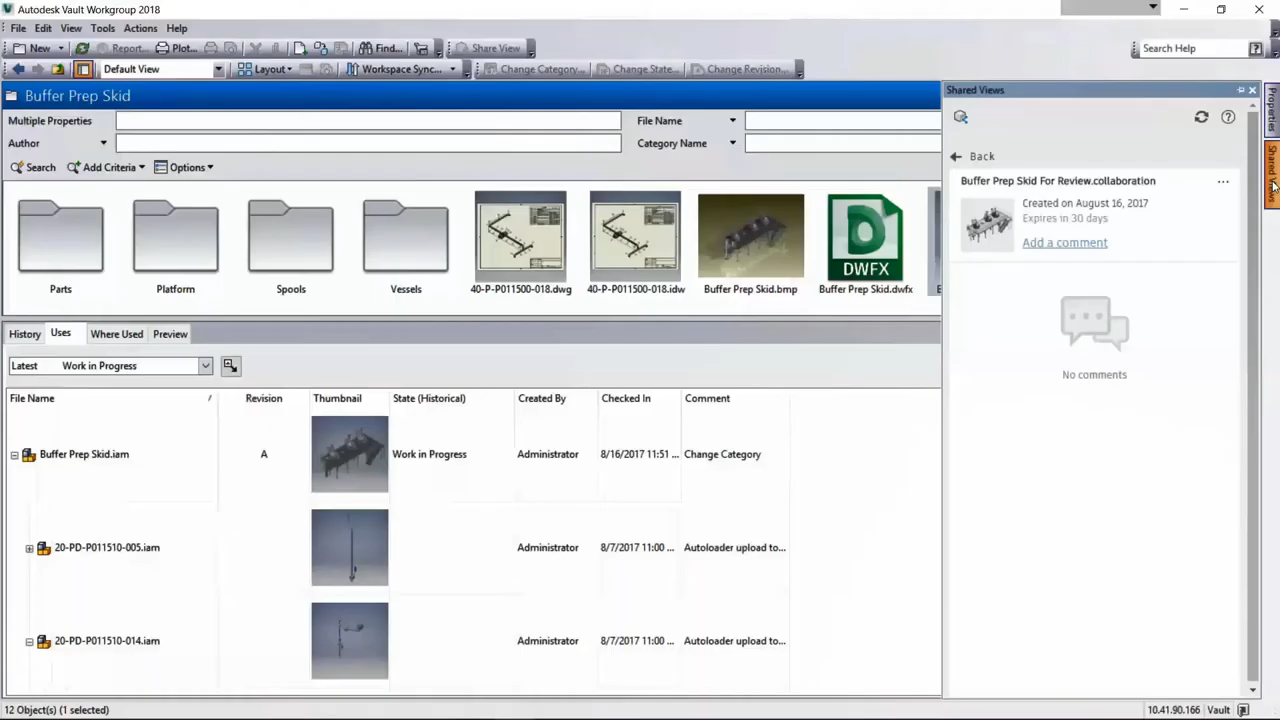 Autodesk Vault Workgroup 2018
File Edit View Tools Actions Help
New Report... Plot... Find... Share View Search Help
Default View Layout Workspace Sync... Change Category... Change State... Change Revision...
Buffer Prep Skid
Multiple Properties File Name
Author Category Name
Search Add Criteria Options
DWFX
Parts Platform Spools Vessels 40-P-P011500-018.dwg 40-P-P011500-018.idw Buffer Prep Skid.bmp Buffer Prep Skid.dwfx
History Uses Where Used Preview
Latest Work in Progress
File Name / Revision Thumbnail State (Historical) Created By Checked In Comment
Buffer Prep Skid.iam A Work in Progress Administrator 8/16/2017 11:51 ... Change Category
20-PD-P011510-005.iam Administrator 8/7/2017 11:00 ... Autoloader upload to...
20-PD-P011510-014.iam Administrator 8/7/2017 11:00 ... Autoloader upload to...
Shared Views
Back
Buffer Prep Skid For Review.collaboration ...
Created on August 16, 2017
Expires in 30 days
Add a comment
No comments
Properties
Shared Views
12 Object(s) (1 selected) 10.41.90.166 Vault